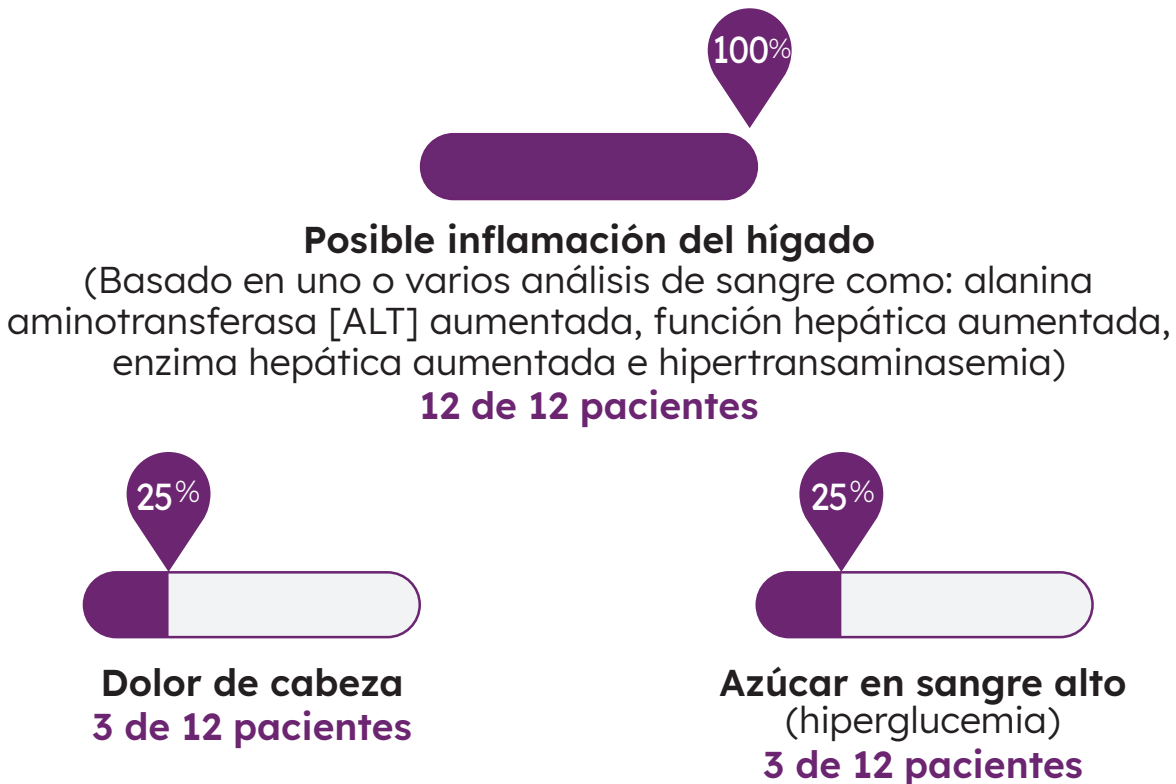 100%
Posible inflamación del hígado
(Basado en uno o varios análisis de sangre como: alanina
aminotransferasa [ALT] aumentada, función hepática aumentada,
enzima hepática aumentada e hipertransaminasemia)
12 de 12 pacientes
25%
Dolor de cabeza
3 de 12 pacientes
25%
Azúcar en sangre alto
(hiperglucemia)
3 de 12 pacientes